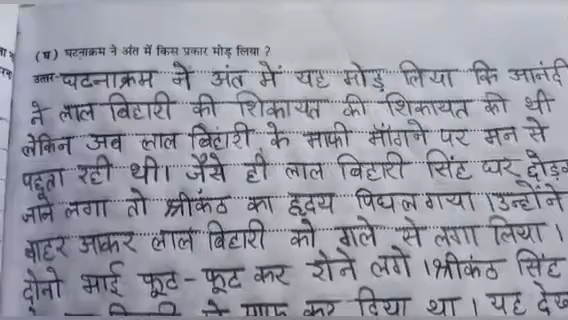 (घ) घटनाक्रम ने अंत में किस प्रकार मोड़ लिया ?
उत्तर- घटनाक्रम ने अंत में यह मोड़ लिया कि आनंदी
ने लाल बिहारी की शिकायत की शिकायत की थी
लेकिन अब लाल बिहारी के माफी माँगने पर मन से
पछता रही थी। जैसे ही लाल बिहारी सिंह घर
जाने लगा तो श्रीकंठ का हृदय पिघल गया। उन्होंने
बाहर आकर लाल बिहारी को गले से लगा लिया।
दोनो भाई फूट-फूट कर रोने लगे। श्रीकंठ सिंह
कर दिया था। यह देख